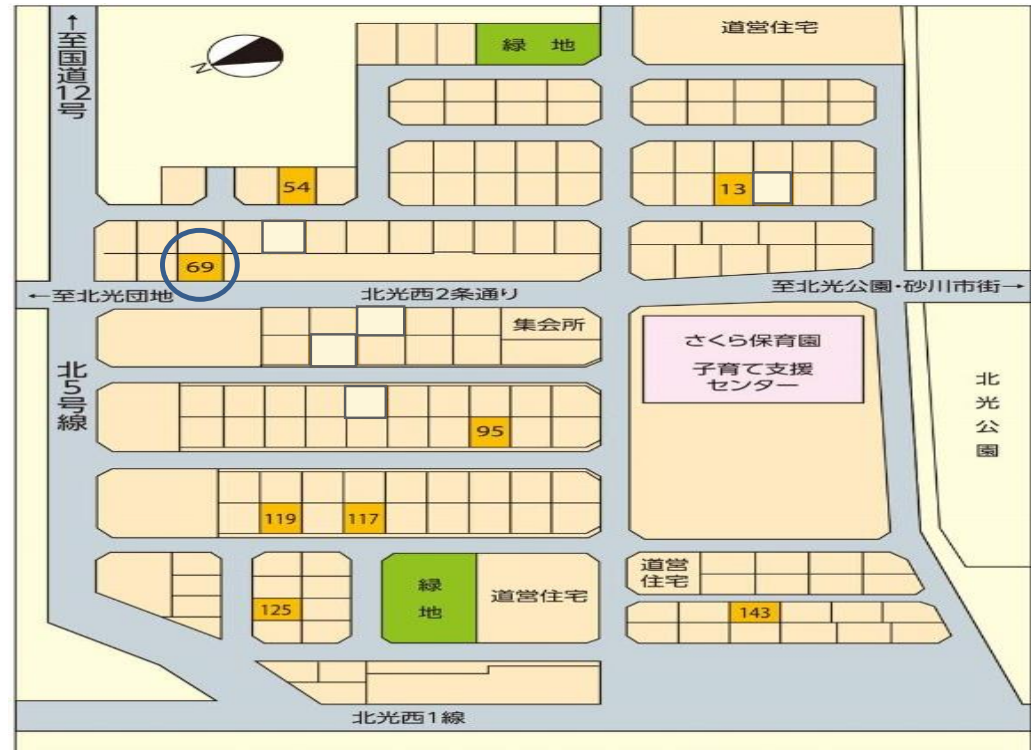 ↑至国道12号
緑 地
道営住宅
N
54
13
69
←至北光団地
北光西2条通り
至北光公園・砂川市街→
集会所
さくら保育園
子育て支援
センター
北5号線
北光公園
95
119
117
緑
地
道営住宅
道営
住宅
125
143
北光西1線